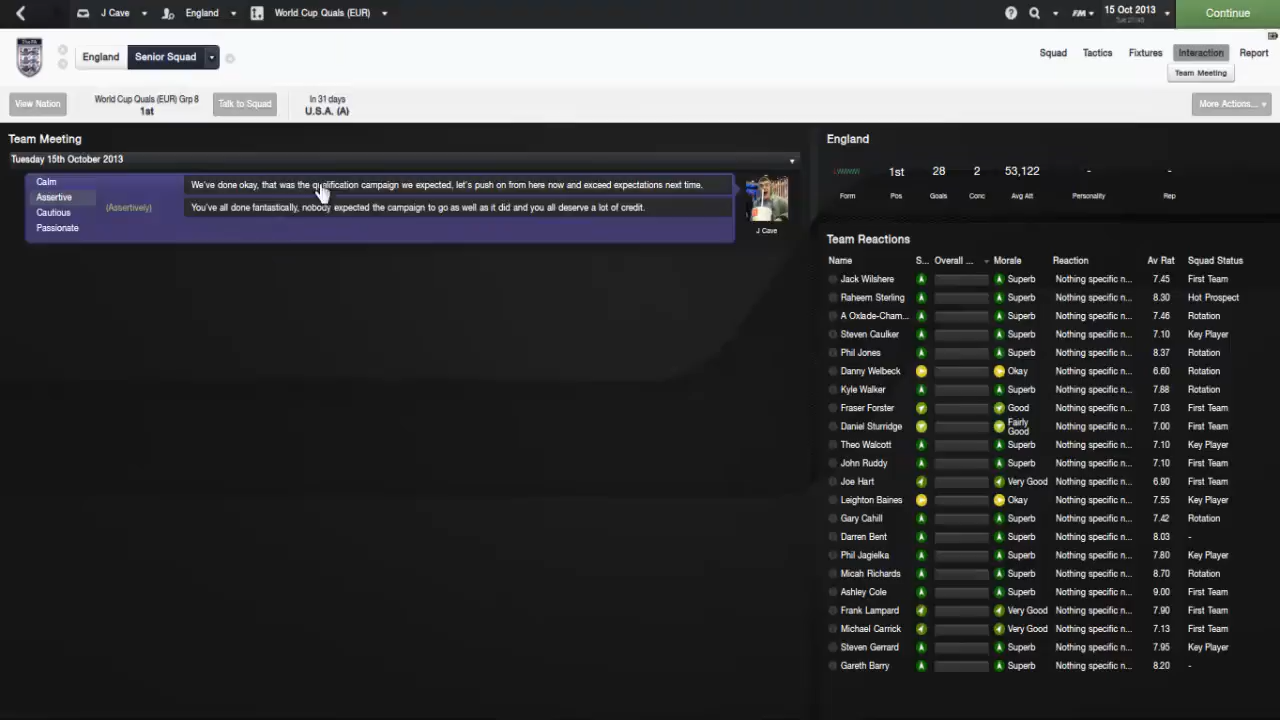 J Cave England World Cup Quals (EUR) FM 15 Oct 2013 Continue
Tue 21:45
England Senior Squad Squad Tactics Fixtures Interaction Report
Team Meeting
View Nation World Cup Quals (EUR) Grp 8 Talk to Squad In 31 days More Actions...
1st U.S.A. (A)
Team Meeting
Tuesday 15th October 2013
Calm
Assertive
Cautious
Passionate
(Assertively)
We've done okay, that was the qualification campaign we expected, let's push on from here now and exceed expectations next time.
You've all done fantastically, nobody expected the campaign to go as well as it did and you all deserve a lot of credit.
J Cave
England
1st 28 2 53,122 - -
Form Pos Goals Conc Avg Att Personality Rep
Team Reactions
Name S... Overall ... Morale Reaction Av Rat Squad Status
Jack Wilshere Superb Nothing specific n... 7.45 First Team
Raheem Sterling Superb Nothing specific n... 8.30 Hot Prospect
A Oxlade-Cham... Superb Nothing specific n... 7.46 Rotation
Steven Caulker Superb Nothing specific n... 7.10 Key Player
Phil Jones Superb Nothing specific n... 8.37 Rotation
Danny Welbeck Okay Nothing specific n... 6.60 Rotation
Kyle Walker Superb Nothing specific n... 7.88 Rotation
Fraser Forster Good Nothing specific n... 7.03 First Team
Daniel Sturridge Fairly Good Nothing specific n... 7.00 First Team
Theo Walcott Superb Nothing specific n... 7.10 Key Player
John Ruddy Superb Nothing specific n... 7.10 First Team
Joe Hart Very Good Nothing specific n... 6.90 First Team
Leighton Baines Okay Nothing specific n... 7.55 Key Player
Gary Cahill Superb Nothing specific n... 7.42 Rotation
Darren Bent Superb Nothing specific n... 8.03 -
Phil Jagielka Superb Nothing specific n... 7.80 Key Player
Micah Richards Superb Nothing specific n... 8.70 Rotation
Ashley Cole Superb Nothing specific n... 9.00 First Team
Frank Lampard Very Good Nothing specific n... 7.90 First Team
Michael Carrick Very Good Nothing specific n... 7.13 First Team
Steven Gerrard Superb Nothing specific n... 7.95 Key Player
Gareth Barry Superb Nothing specific n... 8.20 -